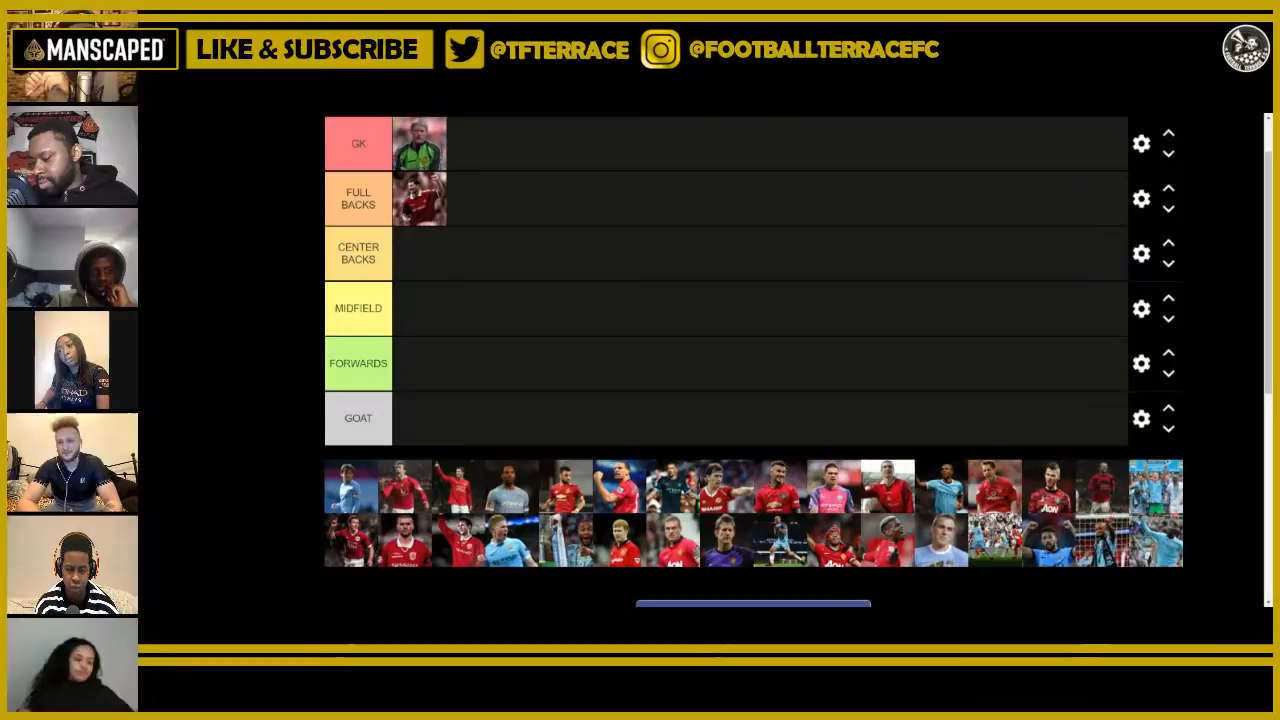 MANSCAPED
LIKE & SUBSCRIBE
@TFTERRACE
@FOOTBALLTERRACEFC
GK
FULL
BACKS
CENTER
BACKS
MIDFIELD
FORWARDS
GOAT